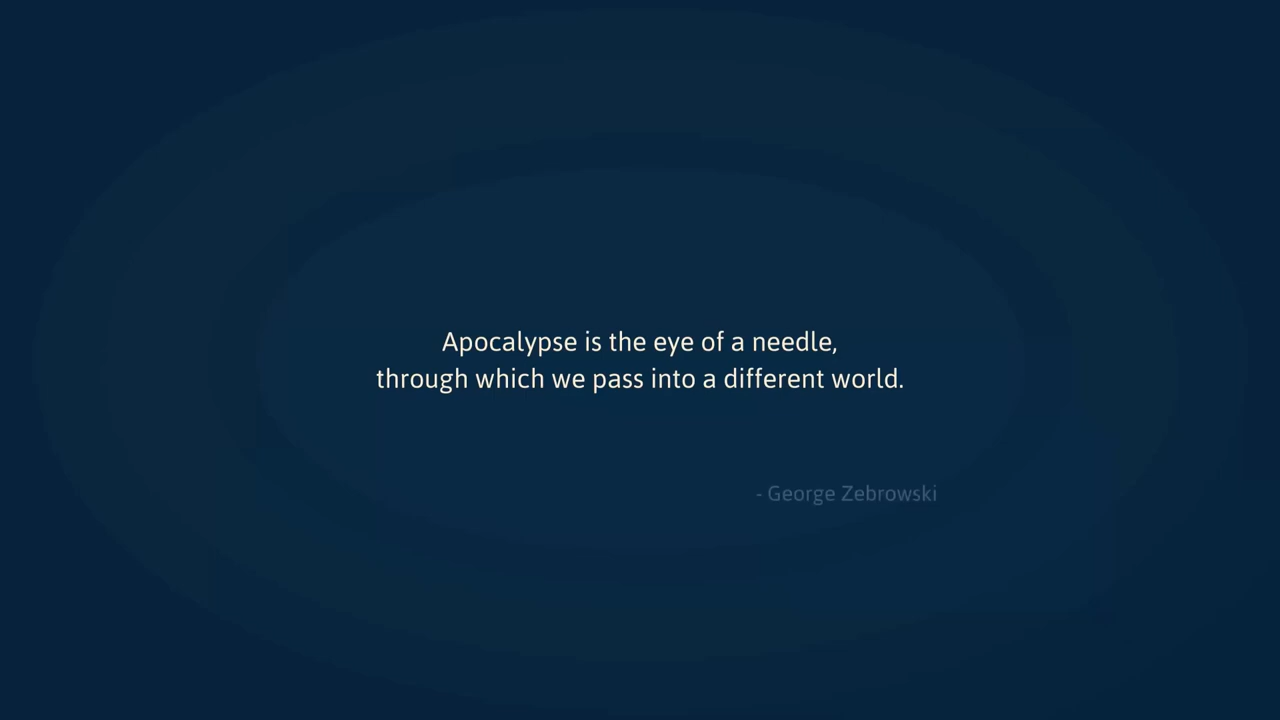 Apocalypse is the eye of a needle,
through which we pass into a different world.
- George Zebrowski